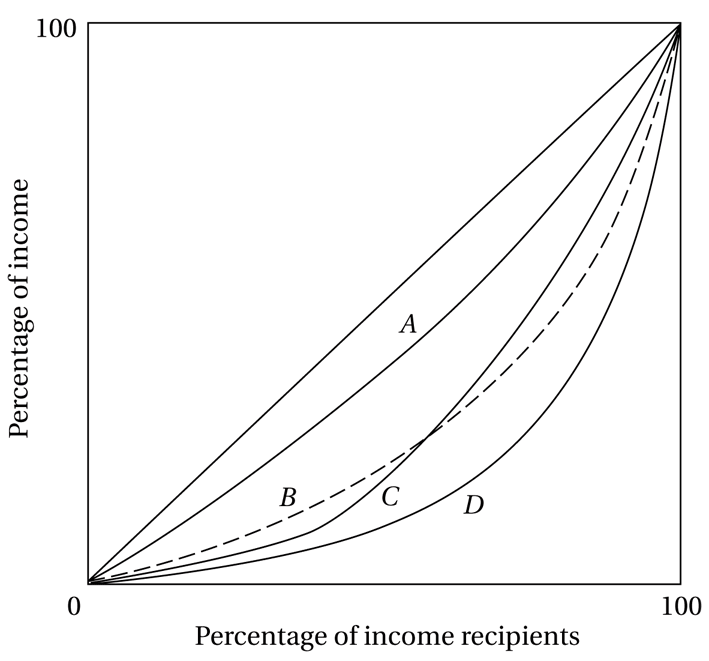 100
Percentage of income
A
B
C
D
0
100
Percentage of income recipients